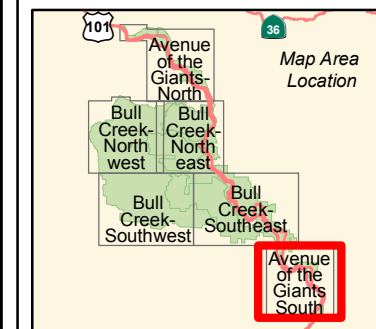 101
36
Map Area
Location
Avenue
of the
Giants-
North
Bull
Creek-
North
west
Bull
Creek-
North
east
Bull
Creek-
Southwest
Bull
Creek-
Southeast
Avenue
of the
Giants
South